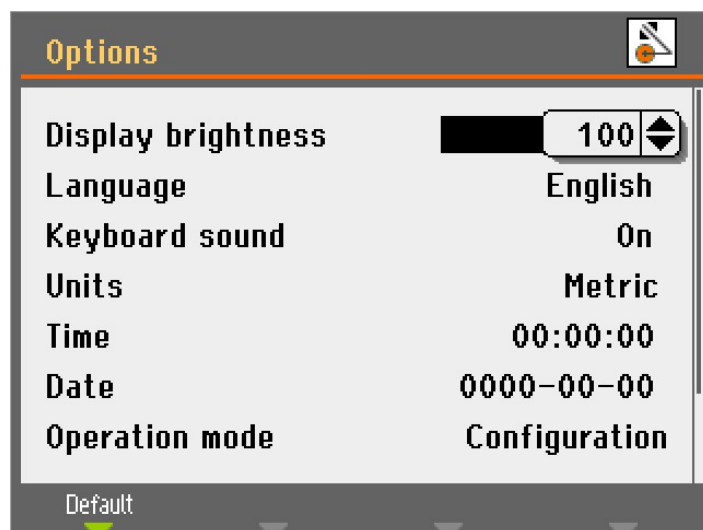 Options
Display brightness 100
Language English
Keyboard sound On
Units Metric
Time 00:00:00
Date 0000-00-00
Operation mode Configuration
Default